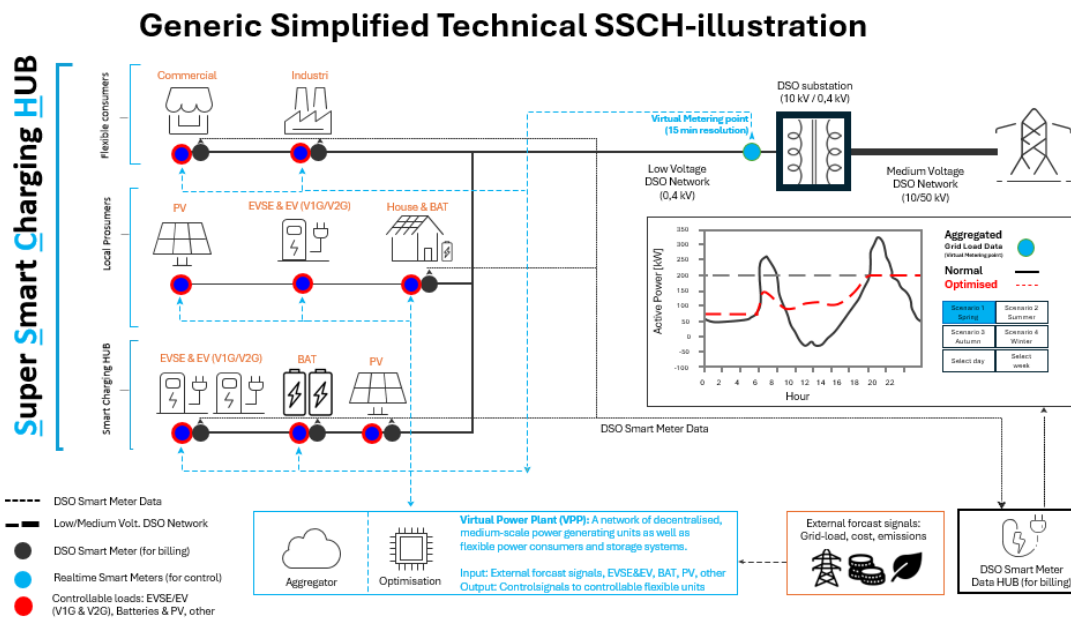 Generic Simplified Technical SSCH-illustration
Super Smart Charging HUB
Flexible consumers
Commercial
Industri
Virtual Metering point
(15 min resolution)
DSO substation
(10 kV / 0,4 kV)
Low Voltage
DSO Network
(0,4 kV)
Medium Voltage
DSO Network
(10/50 kV)
Local Prosumers
PV
EVSE & EV (V1G/V2G)
House & BAT
Smart Charging HUB
EVSE & EV (V1G/V2G)
BAT
PV
Active Power [kW]
350
300
250
200
150
100
50
0
-50
-100
0 2 4 6 8 10 12 14 16 18 20 22
Hour
Aggregated
Grid Load Data
(Virtual Metering point)
Normal
Optimised
Scenario 1
Spring
Scenario 2
Summer
Scenario 3
Autumn
Scenario 4
Winter
Select day
Select
week
DSO Smart Meter Data
DSO Smart Meter Data
Low/Medium Volt. DSO Network
DSO Smart Meter (for billing)
Realtime Smart Meters (for control)
Controllable loads: EVSE/EV
(V1G & V2G), Batteries & PV, other
Aggregator
Optimisation
Virtual Power Plant (VPP): A network of decentralised,
medium-scale power generating units as well as
flexible power consumers and storage systems.
Input: External forcast signals, EVSE&EV, BAT, PV, other
Output: Controlsignals to controllable flexible units
External forcast signals:
Grid-load, cost, emissions
DSO Smart Meter
Data HUB (for billing)